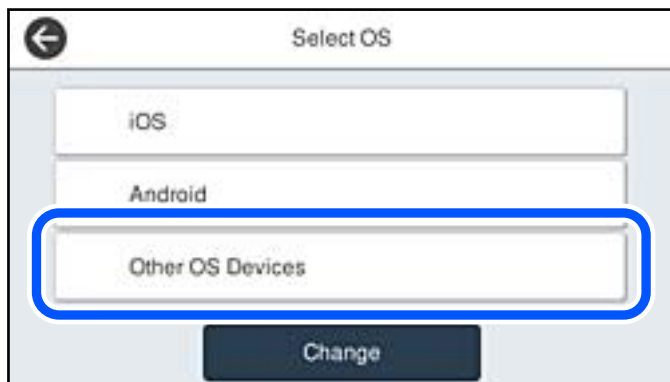 Select OS
iOS
Android
Other OS Devices
Change